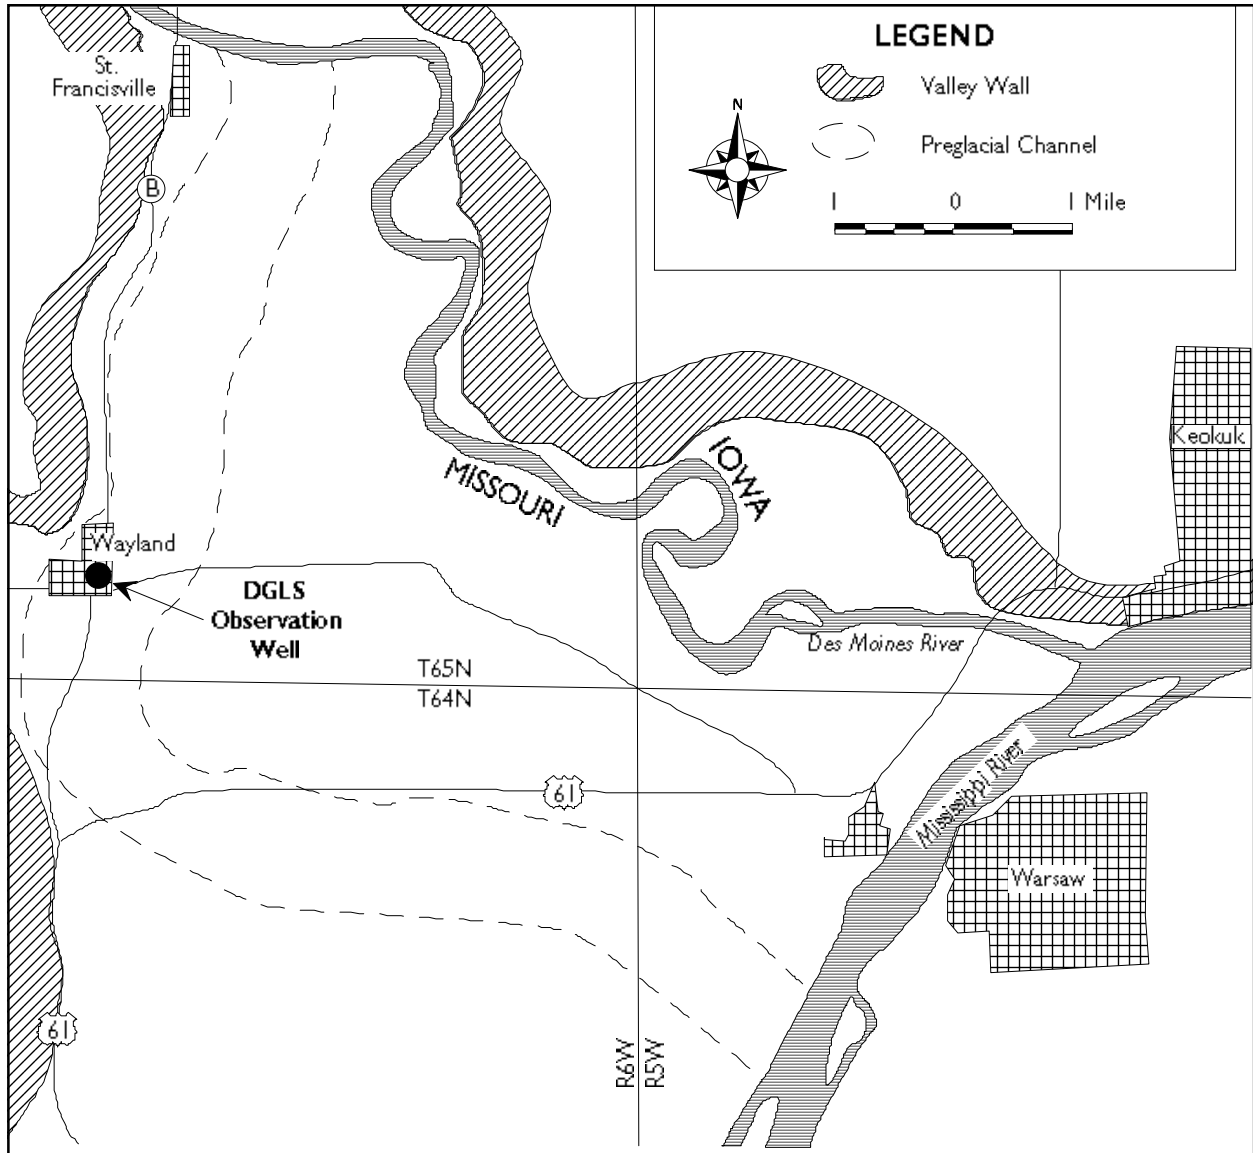 LEGEND
Valley Wall
Preglacial Channel
N
1 0 1 Mile
St.
Francisville
B
Keokuk
MISSOURI
IOWA
Wayland
DGLS
Observation
Well
Des Moines River
T65N
T64N
61
Mississippi River
Warsaw
61
R6W
R5W